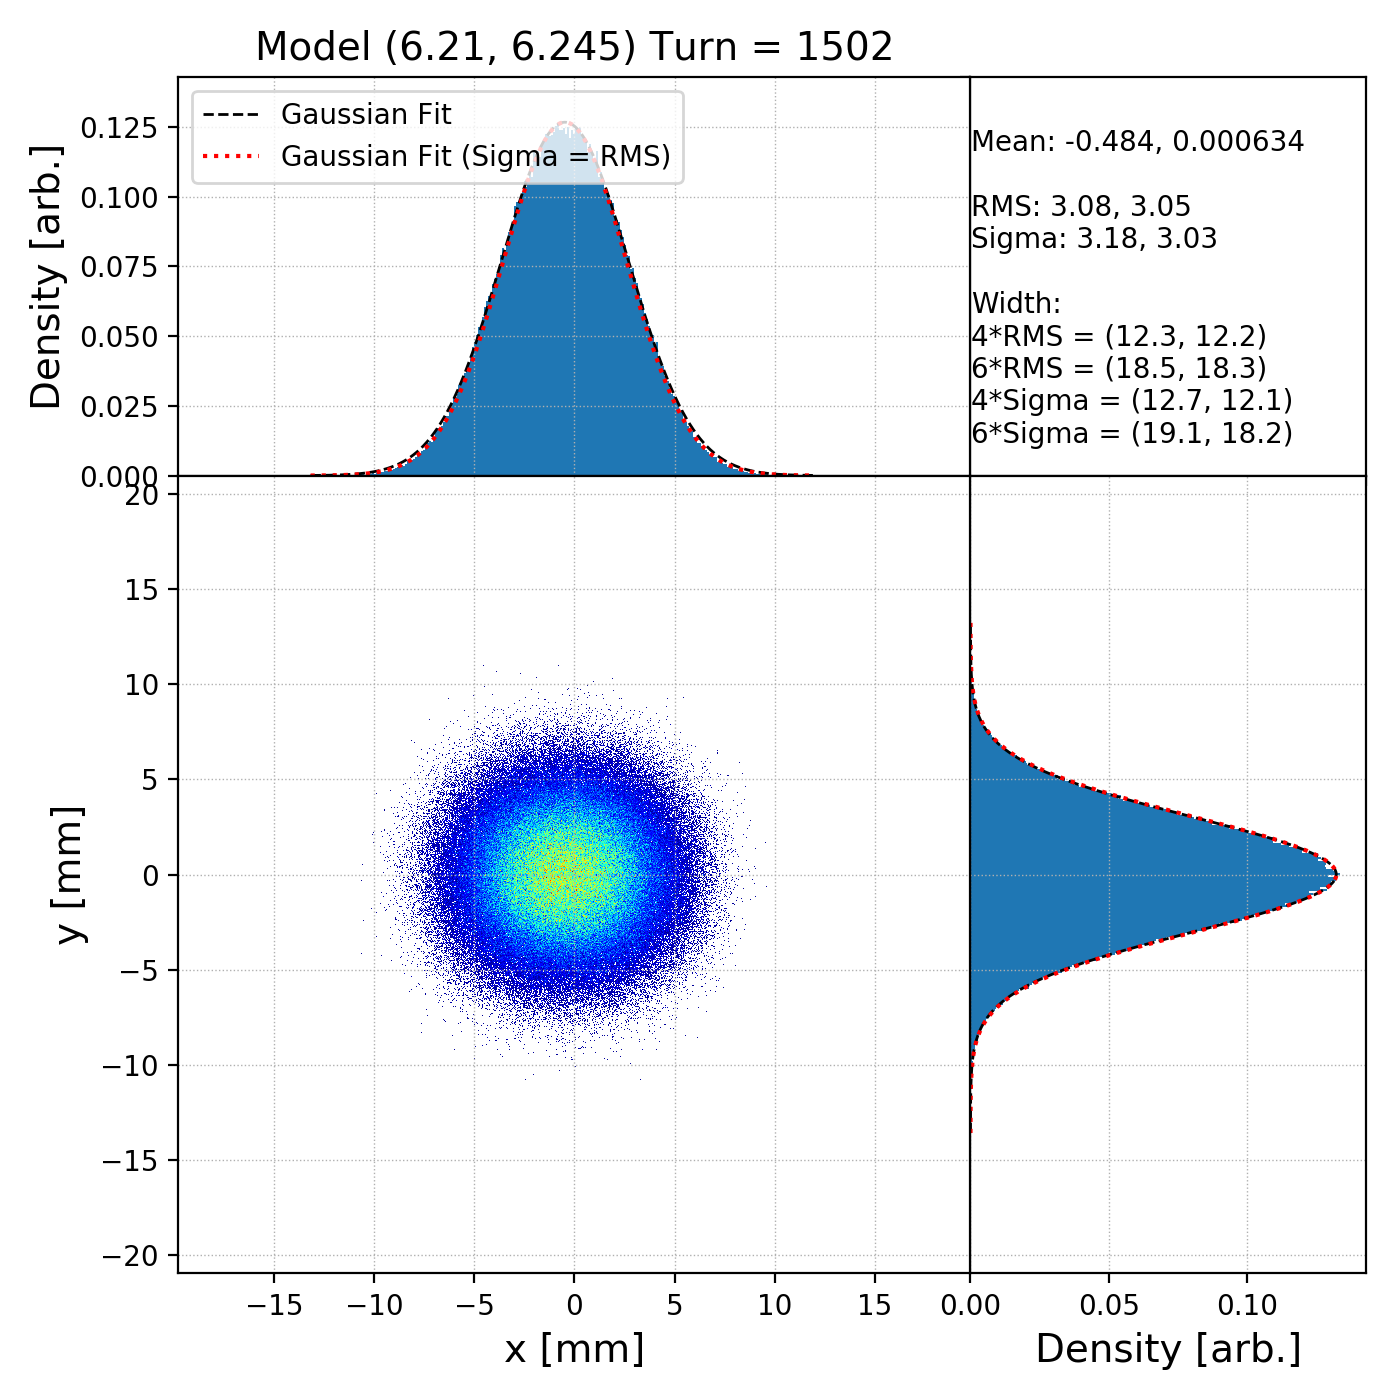 Model (6.21, 6.245) Turn = 1502
Gaussian Fit
Gaussian Fit (Sigma = RMS)
Density [arb.]
0.125
0.100
0.075
0.050
0.025
0.000
Mean: -0.484, 0.000634
RMS: 3.08, 3.05
Sigma: 3.18, 3.03
Width:
4*RMS = (12.3, 12.2)
6*RMS = (18.5, 18.3)
4*Sigma = (12.7, 12.1)
6*Sigma = (19.1, 18.2)
y [mm]
20
15
10
5
0
−5
−10
−15
−20
−15 −10 −5 0 5 10 15
x [mm]
0.00 0.05 0.10
Density [arb.]